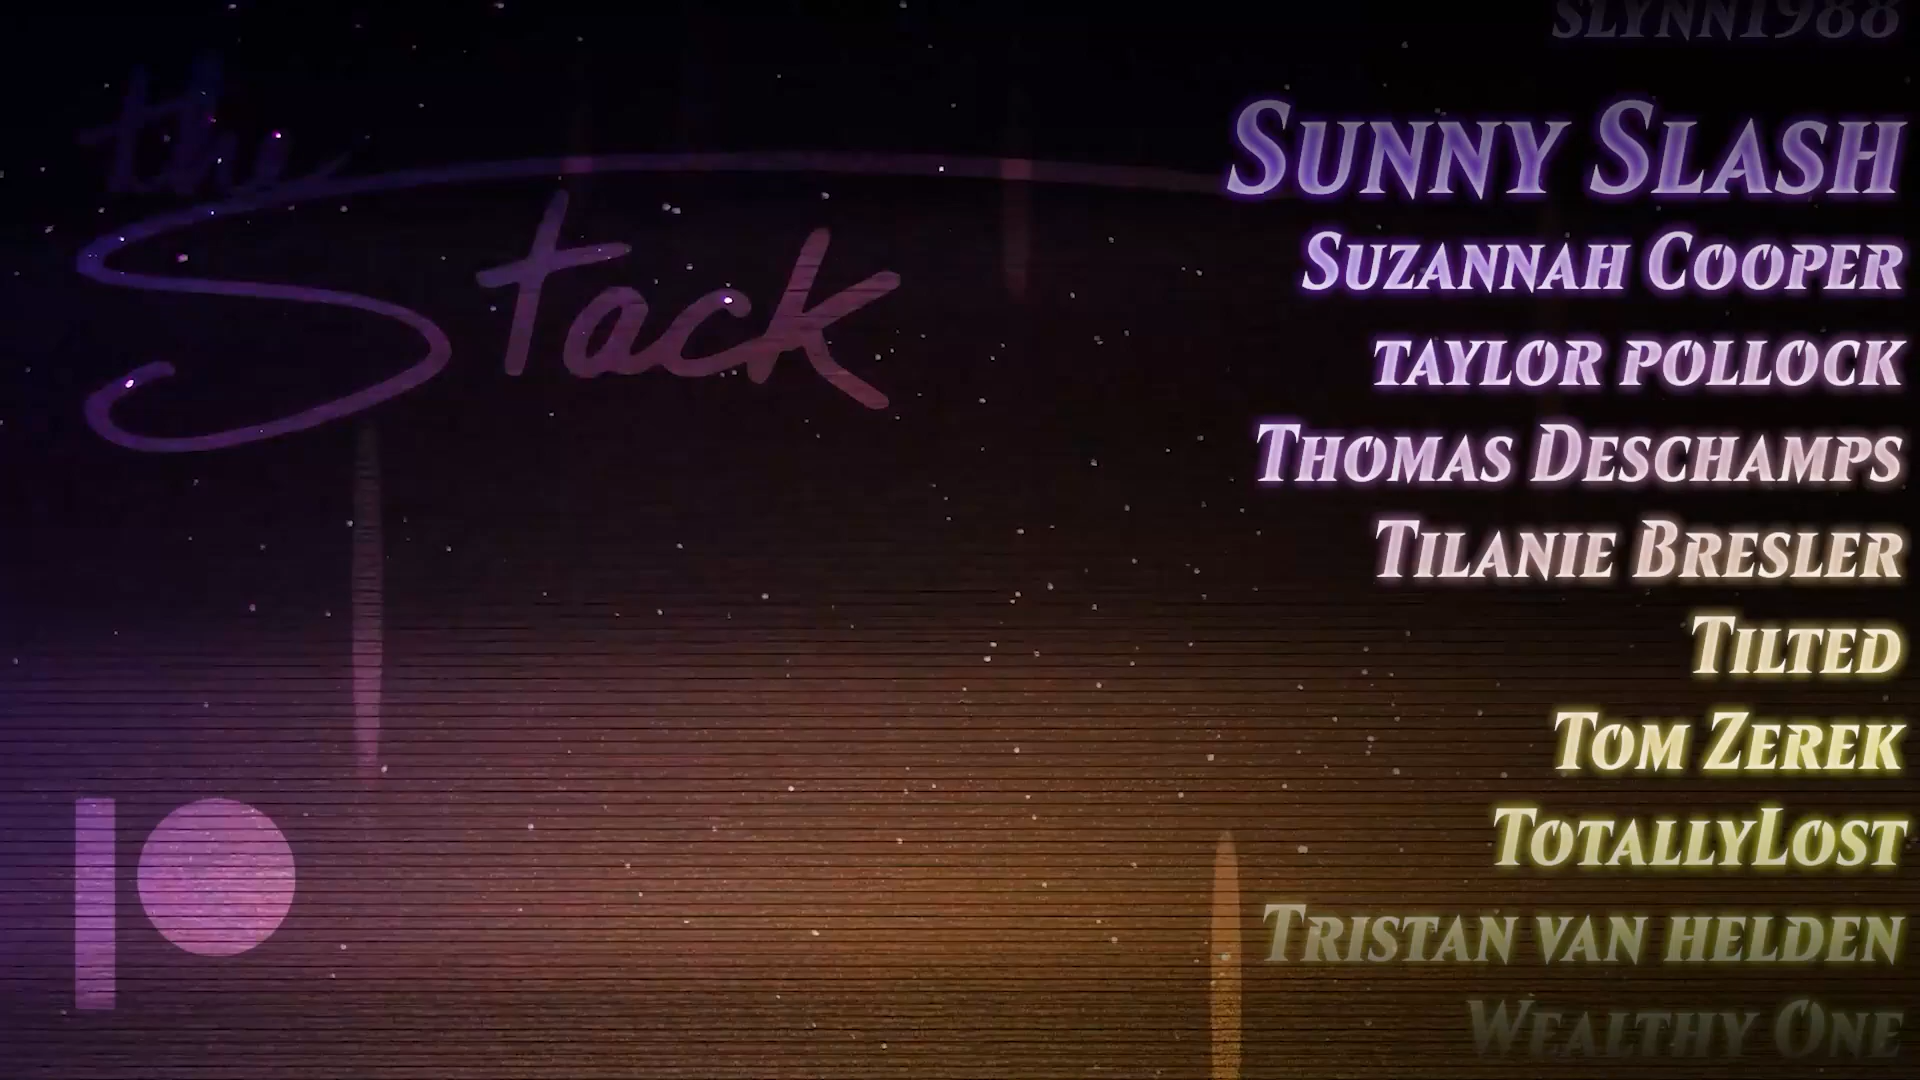 the
Stack
SLYNN1988
SUNNY SLASH
SUZANNAH COOPER
TAYLOR POLLOCK
THOMAS DESCHAMPS
TILANIE BRESLER
TILTED
TOM ZEREK
TOTALLYLOST
TRISTAN VAN HELDEN
WEALTHY ONE